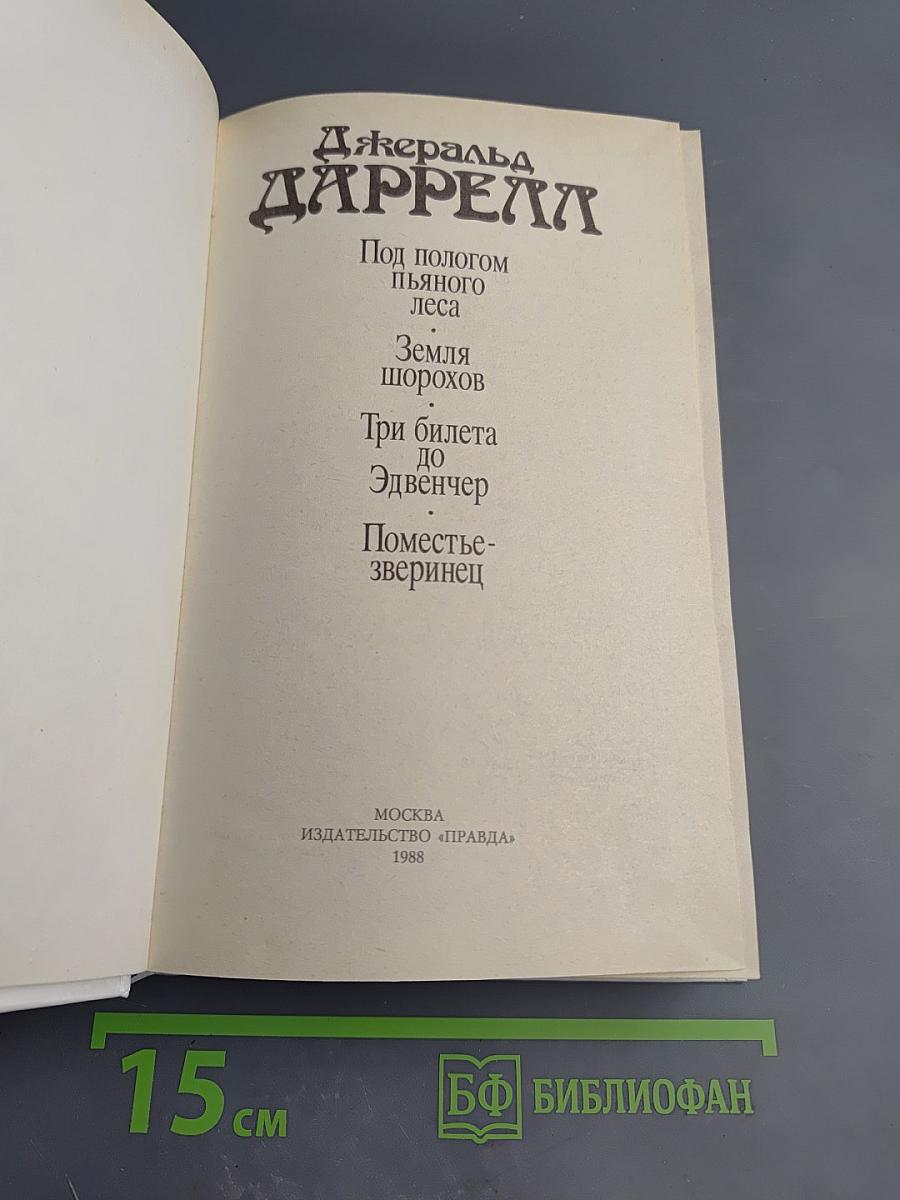 Джеральд
ДАРРЕЛЛ
Под пологом
пьяного
леса
•
Земля
шорохов
•
Три билета
до
Эдвенчер
•
Поместье-
зверинец
МОСКВА
ИЗДАТЕЛЬСТВО «ПРАВДА»
1988
15 см
БФ БИБЛИОФАН